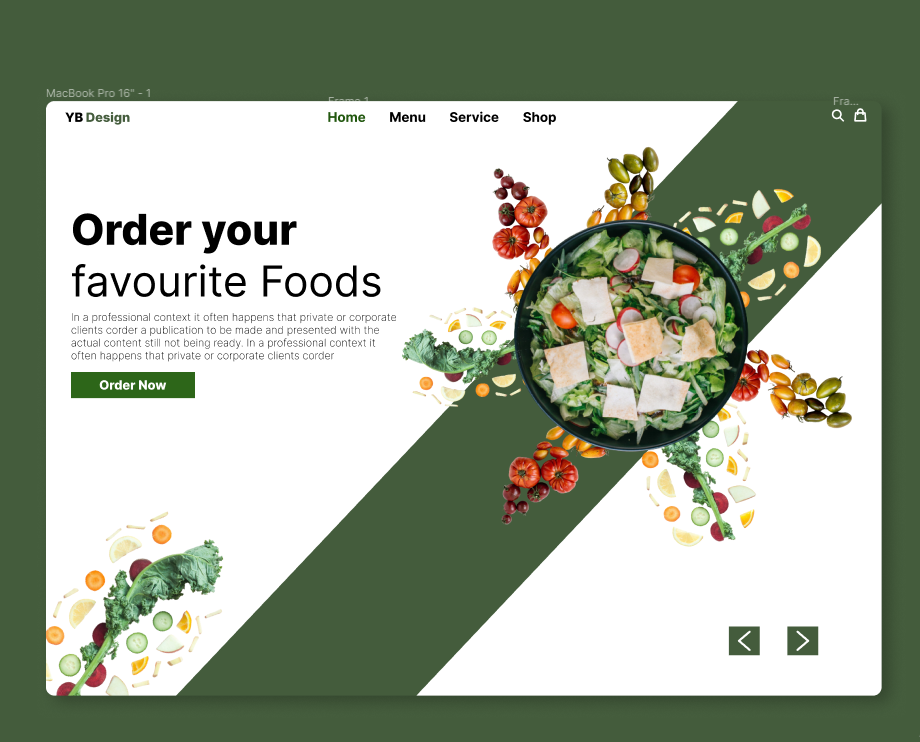 MacBook Pro 16" - 1
Frame 1
Fra...
YB Design
Home Menu Service Shop
Order your
favourite Foods
In a professional context it often happens that private or corporate
clients corder a publication to be made and presented with the
actual content still not being ready. In a professional context it
often happens that private or corporate clients corder
Order Now